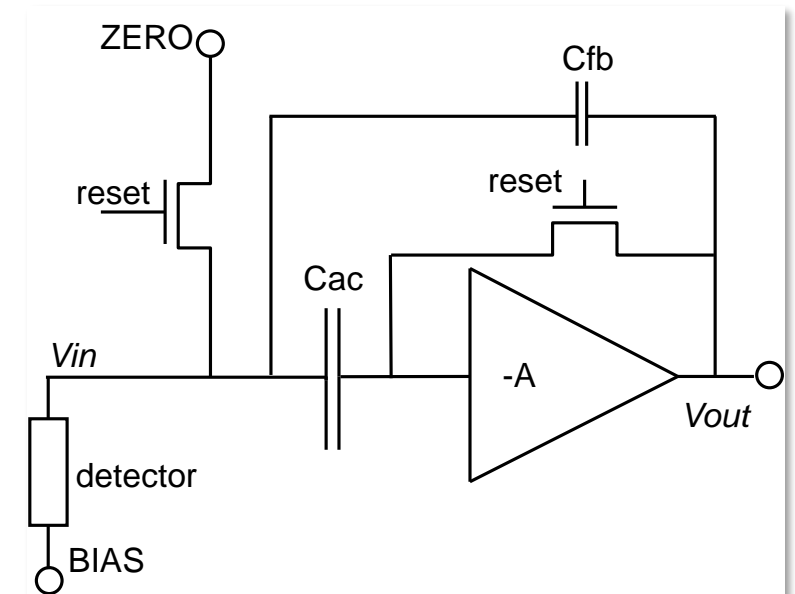 ZERO
Cfb
reset
reset
Cac
Vin
-A
Vout
detector
BIAS